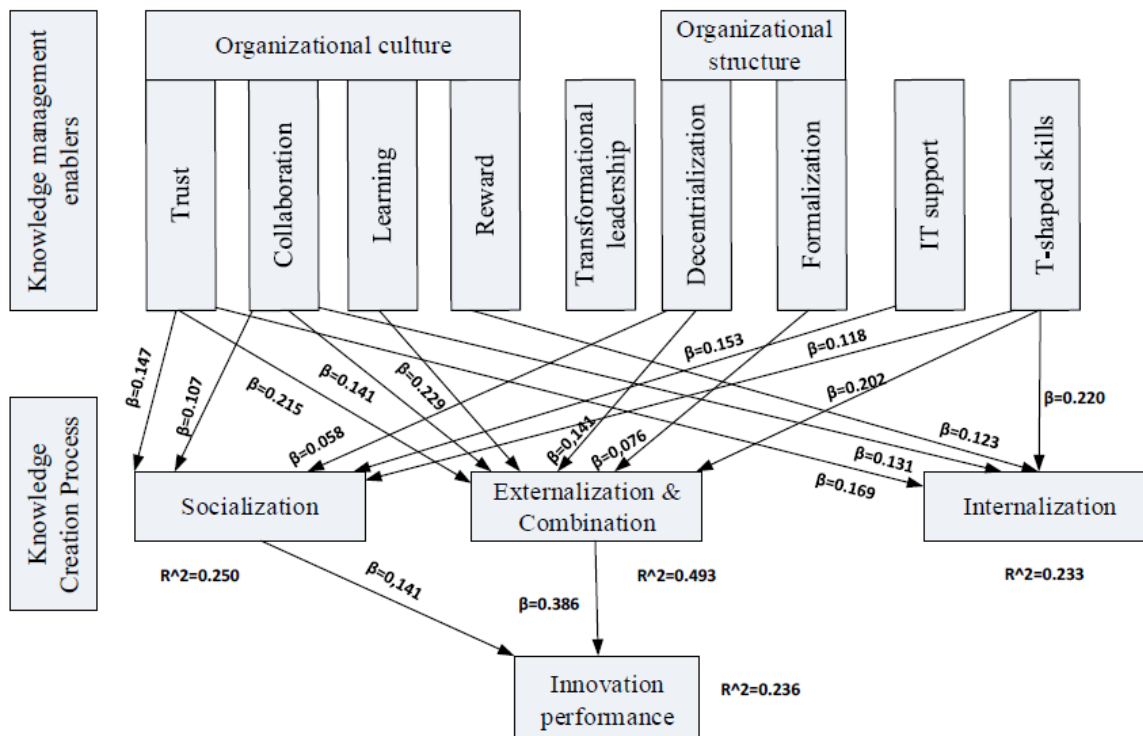 Knowledge management
enablers
Organizational culture
Organizational
structure
Trust
Collaboration
Learning
Reward
Transformational
leadership
Decentrialization
Formalization
IT support
T-shaped skills
β=0.147
β=0.107
β=0.215
β=0.141
β=0.229
β=0.058
β=0,141
β=0,076
β=0.153
β=0.118
β=0.202
β=0.220
β=0.123
β=0.131
β=0.169
Knowledge
Creation Process
Socialization
Externalization &
Combination
Internalization
R^2=0.250
R^2=0.493
R^2=0.233
β=0,141
β=0.386
Innovation
performance
R^2=0.236